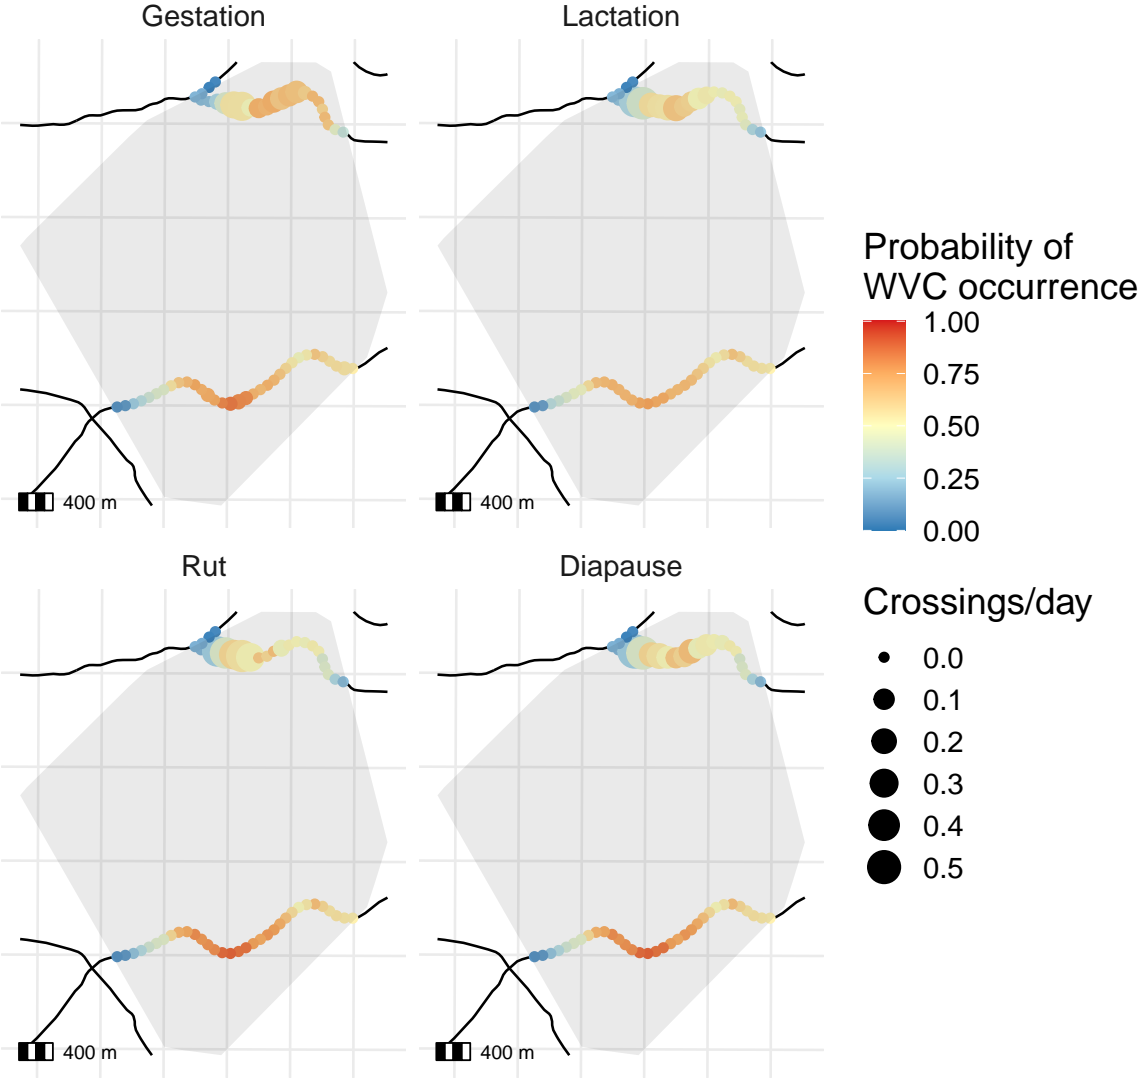 Gestation
Lactation
400 m
400 m
Rut
Diapause
400 m
400 m
Probability of
WVC occurrence
1.00
0.75
0.50
0.25
0.00
Crossings/day
0.0
0.1
0.2
0.3
0.4
0.5